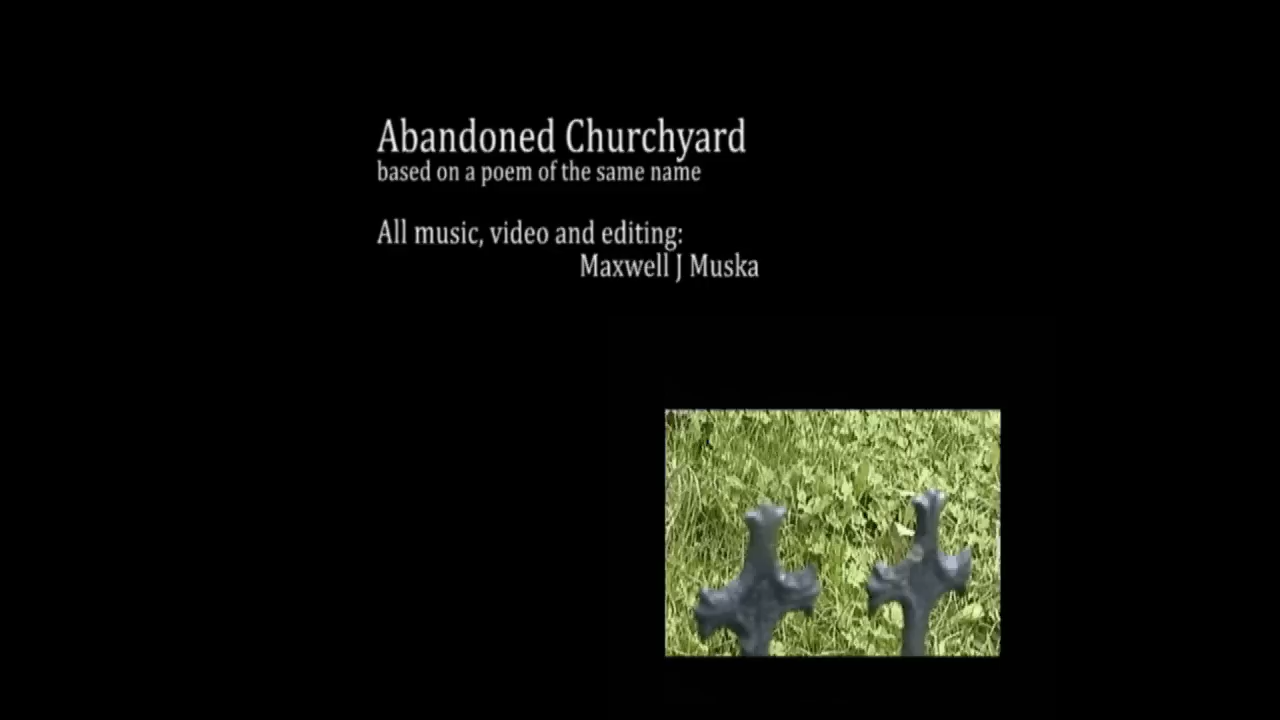 Abandoned Churchyard
based on a poem of the same name
All music, video and editing:
Maxwell J Muska